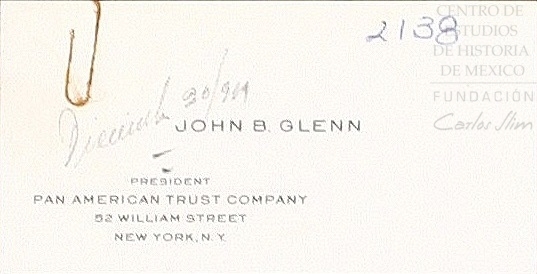 2138
CENTRO DE
ESTUDIOS
DE HISTORIA
DE MEXICO
FUNDACIÓN
Carlos Slim
JOHN B. GLENN
PRESIDENT
PAN AMERICAN TRUST COMPANY
52 WILLIAM STREET
NEW YORK, N.Y.